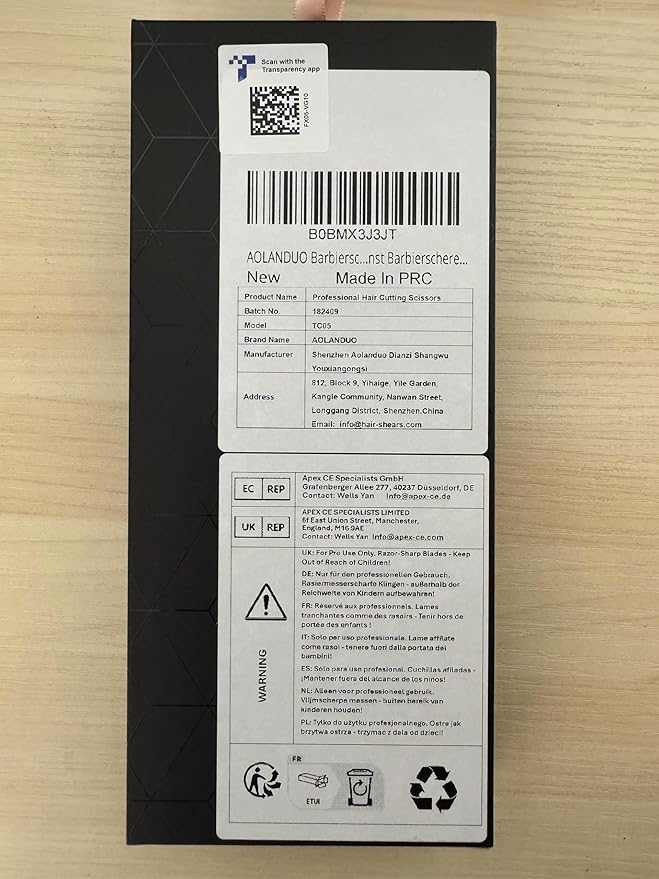 Scan with the
Transparency app
FX05-VG10
B0BMX3J3JT
AOLANDUO Barbiersc...nst Barbierschere...
New Made In PRC
Product Name Professional Hair Cutting Scissors
Batch No. 182409
Model TC05
Brand Name AOLANDUO
Manufacturer Shenzhen Aolanduo Dianzi Shangwu
Youxiangongsi
812, Block 9, Yihaige, Yile Garden,
Address Kangle Community, Nanwan Street,
Longgang District, Shenzhen,China
Email: info@hair-shears.com
EC REP
Apex CE Specialists GmbH
Grafenberger Allee 277, 40237 Düsseldorf, DE
Contact: Wells Yan Info@apex-ce.de
UK REP
APEX CE SPECIALISTS LIMITED
6f East Union Street, Manchester,
England, M16 9AE
Contact: Wells Yan Info@apex-ce.com
WARNING
UK: For Pro Use Only, Razor-Sharp Blades - Keep
Out of Reach of Children!
DE: Nur für den professionellen Gebrauch,
Rasiermesserscharfe Klingen - außerhalb der
Reichweite von Kindern aufbewahren!
FR: Réservé aux professionnels. Lames
tranchantes comme des rasoirs - Tenir hors de
portée des enfants !
IT: Solo per uso professionale. Lame affilate
come rasoi - tenere fuori dalla portata dei
bambini!
ES: Solo para uso profesional. Cuchillas afiladas -
¡Mantener fuera del alcance de los niños!
NL: Alleen voor professioneel gebruik.
Vlijmscherpe messen - buiten bereik van
kinderen houden!
PL: Tylko do użytku profesjonalnego. Ostre jak
brzytwa ostrza - trzymać z dala od dzieci!
FR
ETUI